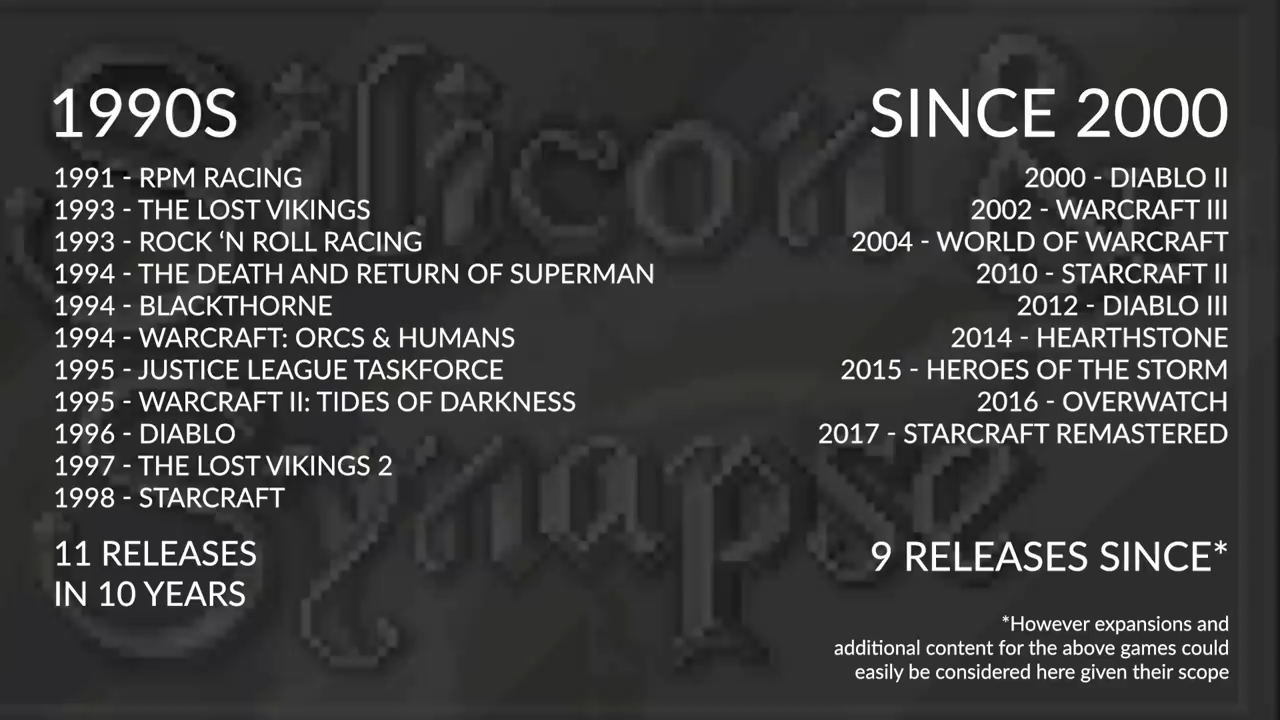 Silicon &
Synapse
1990S
1991 - RPM RACING
1993 - THE LOST VIKINGS
1993 - ROCK ‘N ROLL RACING
1994 - THE DEATH AND RETURN OF SUPERMAN
1994 - BLACKTHORNE
1994 - WARCRAFT: ORCS & HUMANS
1995 - JUSTICE LEAGUE TASKFORCE
1995 - WARCRAFT II: TIDES OF DARKNESS
1996 - DIABLO
1997 - THE LOST VIKINGS 2
1998 - STARCRAFT
11 RELEASES
IN 10 YEARS
SINCE 2000
2000 - DIABLO II
2002 - WARCRAFT III
2004 - WORLD OF WARCRAFT
2010 - STARCRAFT II
2012 - DIABLO III
2014 - HEARTHSTONE
2015 - HEROES OF THE STORM
2016 - OVERWATCH
2017 - STARCRAFT REMASTERED
9 RELEASES SINCE*
*However expansions and
additional content for the above games could
easily be considered here given their scope